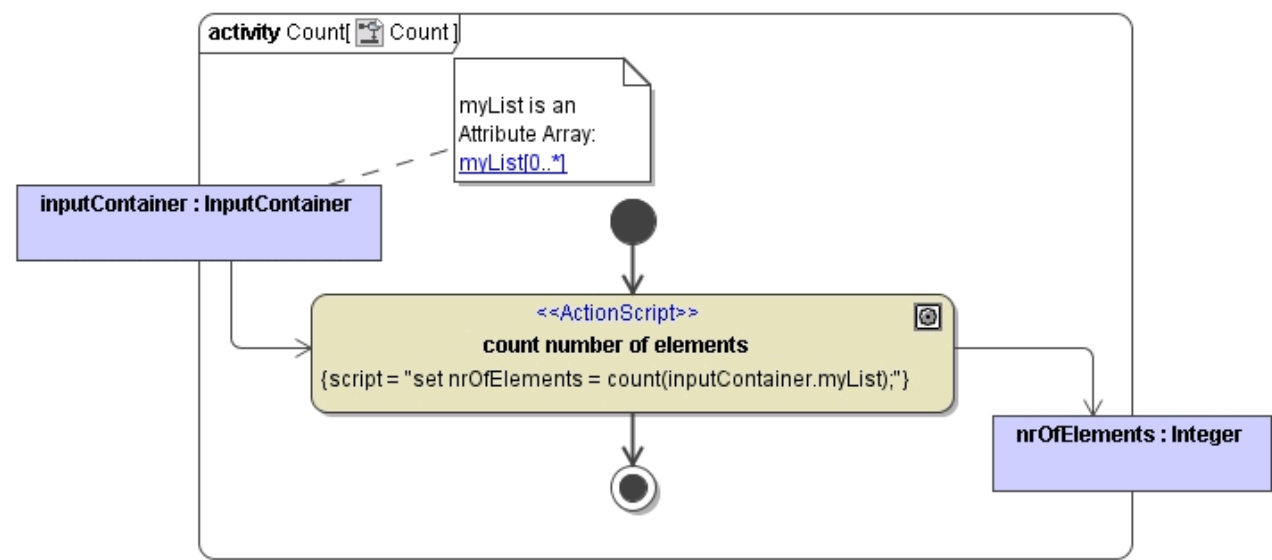 activity Count[ Count ]
myList is an
Attribute Array:
myList[0..*]
inputContainer : InputContainer
<<ActionScript>>
count number of elements
{script = "set nrOfElements = count(inputContainer.myList);"}
nrOfElements : Integer